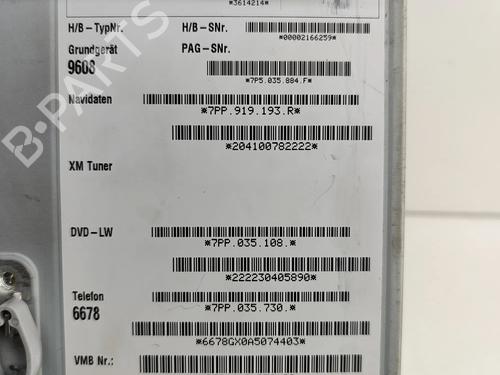 *3614214*
H/B-TypNr. H/B-SNr.
*00002166259*
Grundgerät PAG-SNr.
9608
*7P5.035.884.F*
Navidaten
*7PP.919.193.R*
*204100782222*
XM Tuner
DVD-LW
*7PP.035.108.*
*222230405890*
Telefon
*7PP.035.730.*
6678
*6678GX0A5074403*
VMB Nr.:
B-PARTS